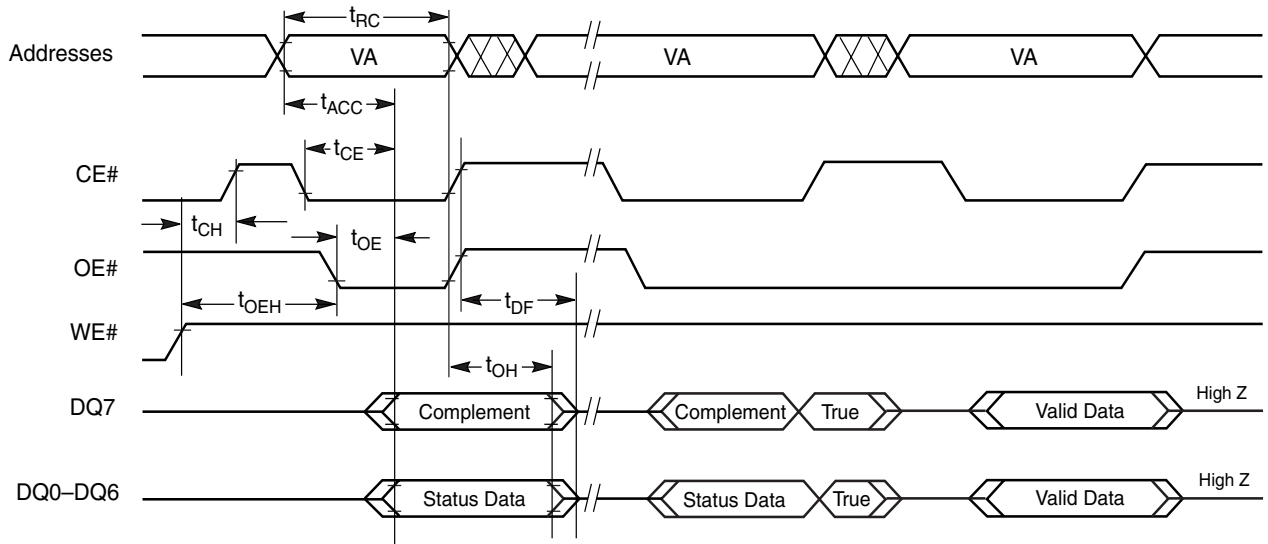 tRC
Addresses VA VA VA
tACC
tCE
CE#
tCH tOE
OE#
tOEH tDF
WE#
tOH
DQ7 Complement Complement True Valid Data High Z
DQ0–DQ6 Status Data Status Data True Valid Data High Z